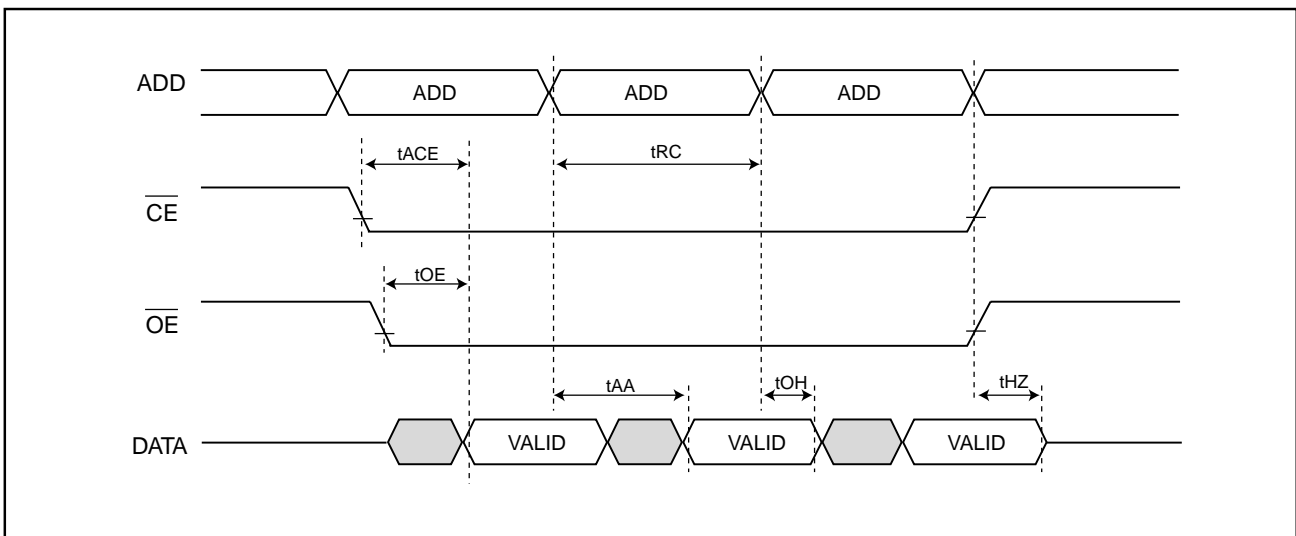 ADD ADD ADD ADD
tACE tRC
CE
tOE
OE
tAA tOH tHZ
DATA VALID VALID VALID